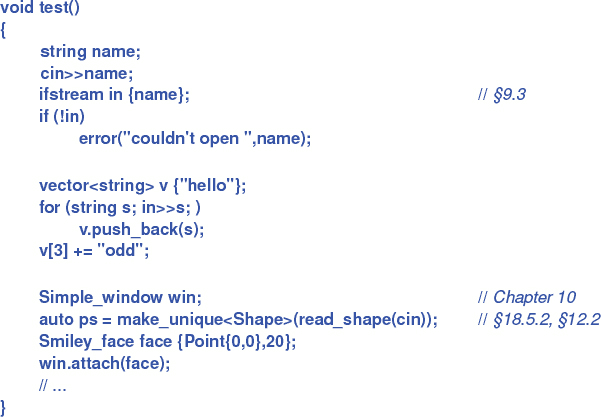 void test()
{
string name;
cin>>name;
ifstream in {name}; // §9.3
if (!in)
error("couldn't open ",name);
vector<string> v {"hello"};
for (string s; in>>s; )
v.push_back(s);
v[3] += "odd";
Simple_window win; // Chapter 10
auto ps = make_unique<Shape>(read_shape(cin)); // §18.5.2, §12.2
Smiley_face face {Point{0,0},20};
win.attach(face);
// ...
}